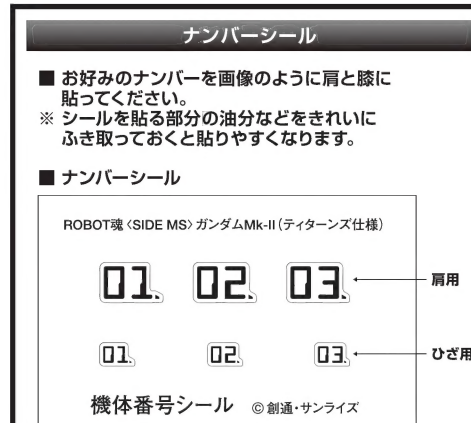 ナンバーシール
■ お好みのナンバーを画像のように肩と膝に
貼ってください。
※ シールを貼る部分の油分などをきれいに
ふき取っておくと貼りやすくなります。
■ ナンバーシール
ROBOT魂〈SIDE MS〉ガンダムMk-II(ティターンズ仕様)
01. 02. 03. 肩用
01. 02. 03. ひざ用
機体番号シール ©創通・サンライズ